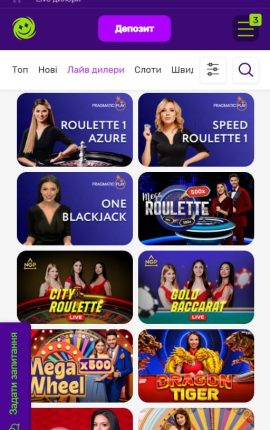 Live дилери
Депозит
3
Топ Нові Лайв дилери Слоти Швид
PRAGMATIC PLAY
ROULETTE 1
AZURE
PRAGMATIC PLAY
SPEED
ROULETTE 1
PRAGMATIC PLAY
ONE
BLACKJACK
Mega 500x
ROULETTE
NGP
CITY
ROULETTE
LIVE
NGP
GOLD
BACCARAT
LIVE
Mega x500
Wheel
DRAGON
TIGER
Задати запитання